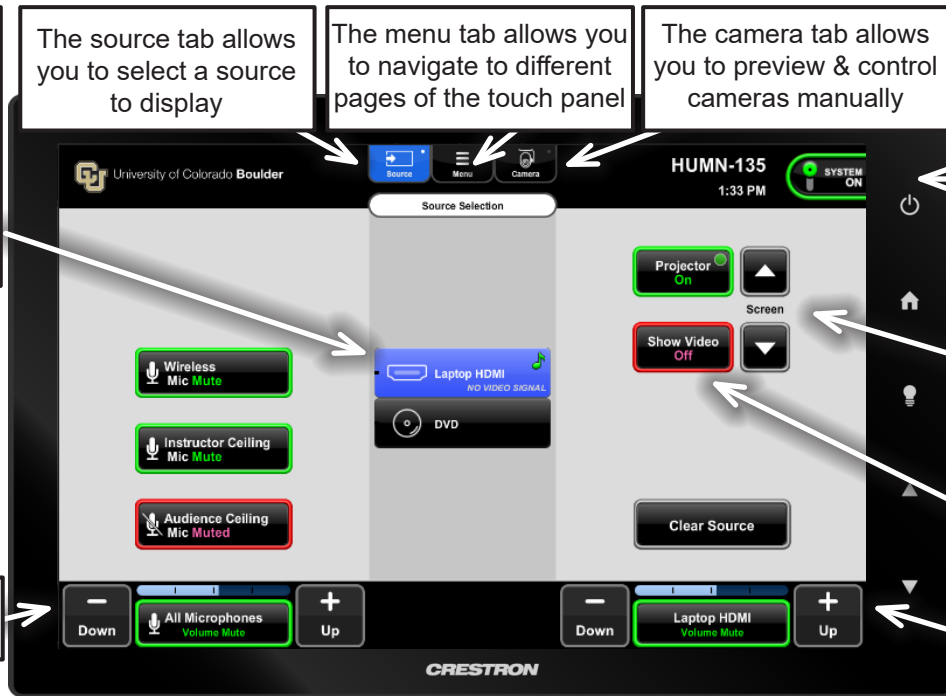 The source tab allows
you to select a source
to display
The menu tab allows you
to navigate to different
pages of the touch panel
The camera tab allows
you to preview & control
cameras manually
University of Colorado Boulder
Source
Menu
Camera
HUMN-135
1:33 PM
SYSTEM
ON
Source Selection
Projector
On
Screen
Show Video
Off
Wireless
Mic Mute
Laptop HDMI
NO VIDEO SIGNAL
DVD
Instructor Ceiling
Mic Mute
Audience Ceiling
Mic Muted
Clear Source
Down
All Microphones
Volume Mute
Up
Down
Laptop HDMI
Volume Mute
Up
CRESTRON